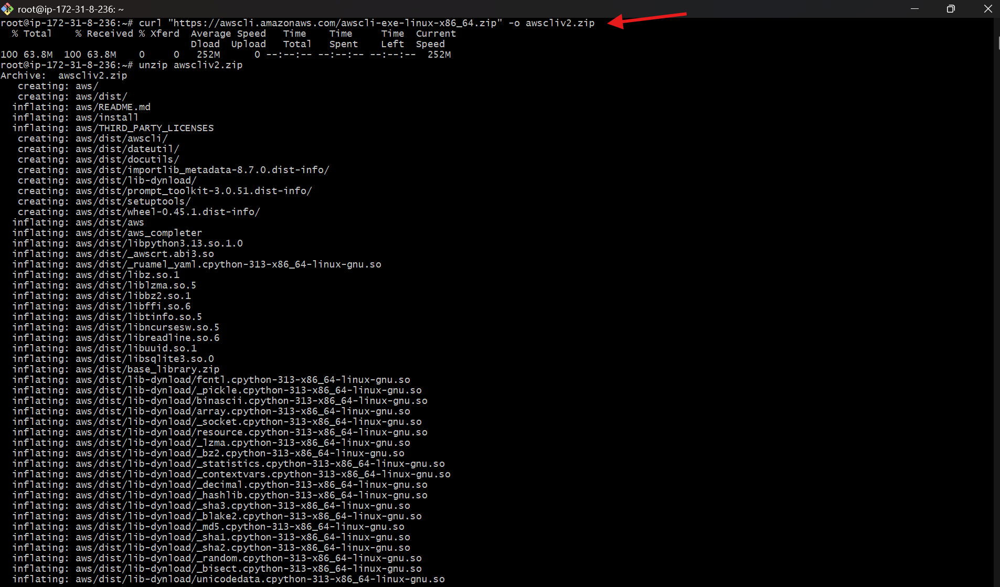 root@ip-172-31-8-236: ~
root@ip-172-31-8-236:~# curl "https://awscli.amazonaws.com/awscli-exe-linux-x86_64.zip" -o awscliv2.zip
% Total % Received % Xferd Average Speed Time Time Time Current
Dload Upload Total Spent Left Speed
100 63.8M 100 63.8M 0 0 252M 0 --:--:-- --:--:-- --:--:-- 252M
root@ip-172-31-8-236:~# unzip awscliv2.zip
Archive: awscliv2.zip
creating: aws/
creating: aws/dist/
inflating: aws/README.md
inflating: aws/install
inflating: aws/THIRD_PARTY_LICENSES
creating: aws/dist/awscli/
creating: aws/dist/dateutil/
creating: aws/dist/docutils/
creating: aws/dist/importlib_metadata-8.7.0.dist-info/
creating: aws/dist/lib-dynload/
creating: aws/dist/prompt_toolkit-3.0.51.dist-info/
creating: aws/dist/setuptools/
creating: aws/dist/wheel-0.45.1.dist-info/
inflating: aws/dist/aws
inflating: aws/dist/aws_completer
inflating: aws/dist/libpython3.13.so.1.0
inflating: aws/dist/_awscrt.abi3.so
inflating: aws/dist/_ruamel_yaml.cpython-313-x86_64-linux-gnu.so
inflating: aws/dist/libz.so.1
inflating: aws/dist/liblzma.so.5
inflating: aws/dist/libbz2.so.1
inflating: aws/dist/libffi.so.6
inflating: aws/dist/libtinfo.so.5
inflating: aws/dist/libncursesw.so.5
inflating: aws/dist/libreadline.so.6
inflating: aws/dist/libuuid.so.1
inflating: aws/dist/libsqlite3.so.0
inflating: aws/dist/base_library.zip
inflating: aws/dist/lib-dynload/fcntl.cpython-313-x86_64-linux-gnu.so
inflating: aws/dist/lib-dynload/_pickle.cpython-313-x86_64-linux-gnu.so
inflating: aws/dist/lib-dynload/binascii.cpython-313-x86_64-linux-gnu.so
inflating: aws/dist/lib-dynload/array.cpython-313-x86_64-linux-gnu.so
inflating: aws/dist/lib-dynload/_socket.cpython-313-x86_64-linux-gnu.so
inflating: aws/dist/lib-dynload/resource.cpython-313-x86_64-linux-gnu.so
inflating: aws/dist/lib-dynload/_lzma.cpython-313-x86_64-linux-gnu.so
inflating: aws/dist/lib-dynload/_bz2.cpython-313-x86_64-linux-gnu.so
inflating: aws/dist/lib-dynload/_statistics.cpython-313-x86_64-linux-gnu.so
inflating: aws/dist/lib-dynload/_contextvars.cpython-313-x86_64-linux-gnu.so
inflating: aws/dist/lib-dynload/_decimal.cpython-313-x86_64-linux-gnu.so
inflating: aws/dist/lib-dynload/_hashlib.cpython-313-x86_64-linux-gnu.so
inflating: aws/dist/lib-dynload/_sha3.cpython-313-x86_64-linux-gnu.so
inflating: aws/dist/lib-dynload/_blake2.cpython-313-x86_64-linux-gnu.so
inflating: aws/dist/lib-dynload/_md5.cpython-313-x86_64-linux-gnu.so
inflating: aws/dist/lib-dynload/_sha1.cpython-313-x86_64-linux-gnu.so
inflating: aws/dist/lib-dynload/_sha2.cpython-313-x86_64-linux-gnu.so
inflating: aws/dist/lib-dynload/_random.cpython-313-x86_64-linux-gnu.so
inflating: aws/dist/lib-dynload/_bisect.cpython-313-x86_64-linux-gnu.so
inflating: aws/dist/lib-dynload/unicodedata.cpython-313-x86_64-linux-gnu.so